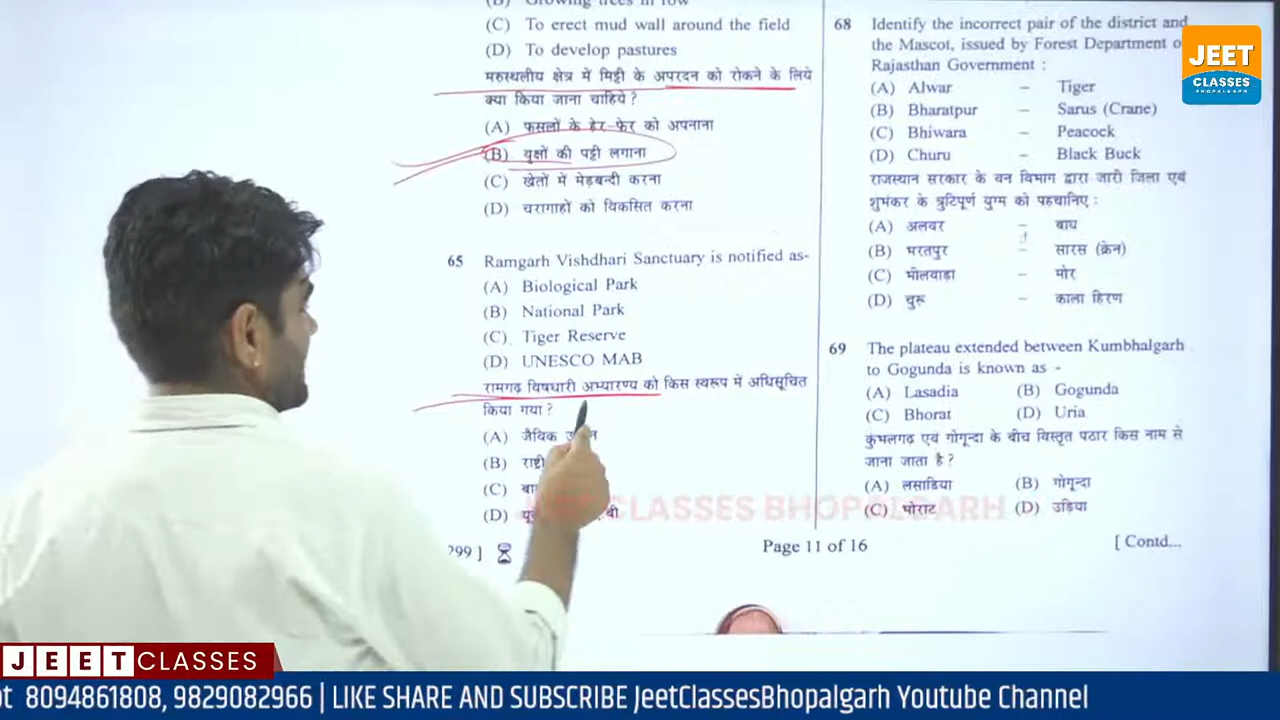 (C) To erect mud wall around the field
(D) To develop pastures
मरुस्थलीय क्षेत्र में मिट्टी के अपरदन को रोकने के लिये
क्या किया जाना चाहिये ?
(A) फसलों के हेर-फेर को अपनाना
(B) वृक्षों की पट्टी लगाना
(C) खेतों में मेड़बन्दी करना
(D) चरागाहों को विकसित करना
65 Ramgarh Vishdhari Sanctuary is notified as-
(A) Biological Park
(B) National Park
(C) Tiger Reserve
(D) UNESCO MAB
रामगढ़ विषधारी अभ्यारण्य को किस स्वरूप में अधिसूचित
किया गया ?
(A) जैविक
(B)
(C)
(D)
299 ]
68 Identify the incorrect pair of the district and
the Mascot, issued by Forest Department
Rajasthan Government :
(A) Alwar – Tiger
(B) Bharatpur – Sarus (Crane)
(C) Bhiwara – Peacock
(D) Churu – Black Buck
राजस्थान सरकार के वन विभाग द्वारा जारी जिला एवं
शुभंकर के त्रुटिपूर्ण युग्म को पहचानिए :
(A) अलवर – बाघ
(B) भरतपुर – सारस (क्रेन)
(C) भीलवाड़ा – मोर
(D) चुरू – काला हिरण
69 The plateau extended between Kumbhalgarh
to Gogunda is known as -
(A) Lasadia (B) Gogunda
(C) Bhorat (D) Uria
कुंभलगढ़ एवं गोगून्दा के बीच विस्तृत पठार किस नाम से
जाना जाता है ?
(A) लसाडिया (B) गोगून्दा
(C) भोराट (D) उड़िया
Page 11 of 16
[ Contd...
JEET
CLASSES
BHOPALGARH
JEET CLASSES BHOPALGARH
JEET CLASSES
8094861808, 9829082966 | LIKE SHARE AND SUBSCRIBE JeetClassesBhopalgarh Youtube Channel